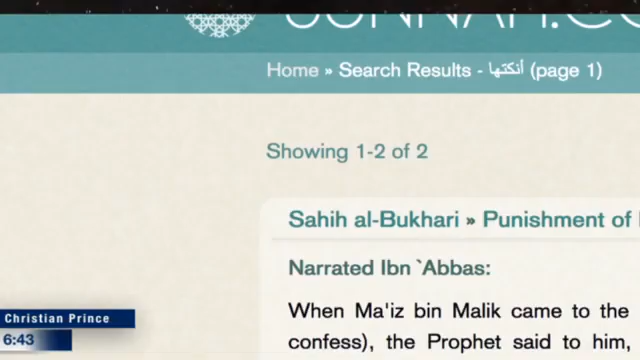 Home » Search Results - أنكتها (page 1)
Showing 1-2 of 2
Sahih al-Bukhari » Punishment of
Narrated Ibn `Abbas:
When Ma'iz bin Malik came to the
confess), the Prophet said to him,
Christian Prince
6:43